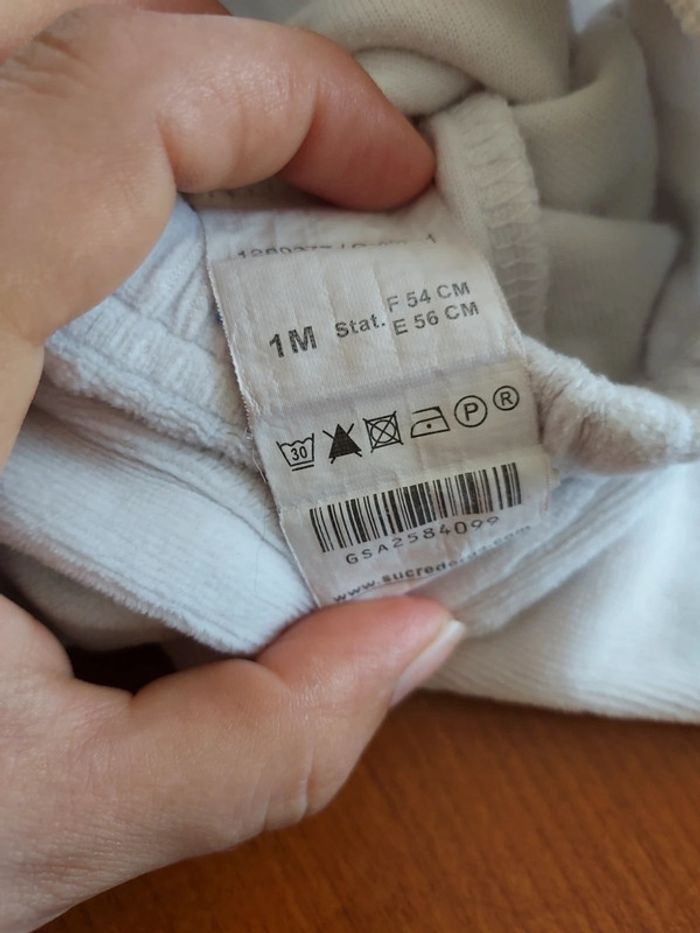 1M Stat. F 54 CM
E 56 CM
30 P ®
GSA2584099